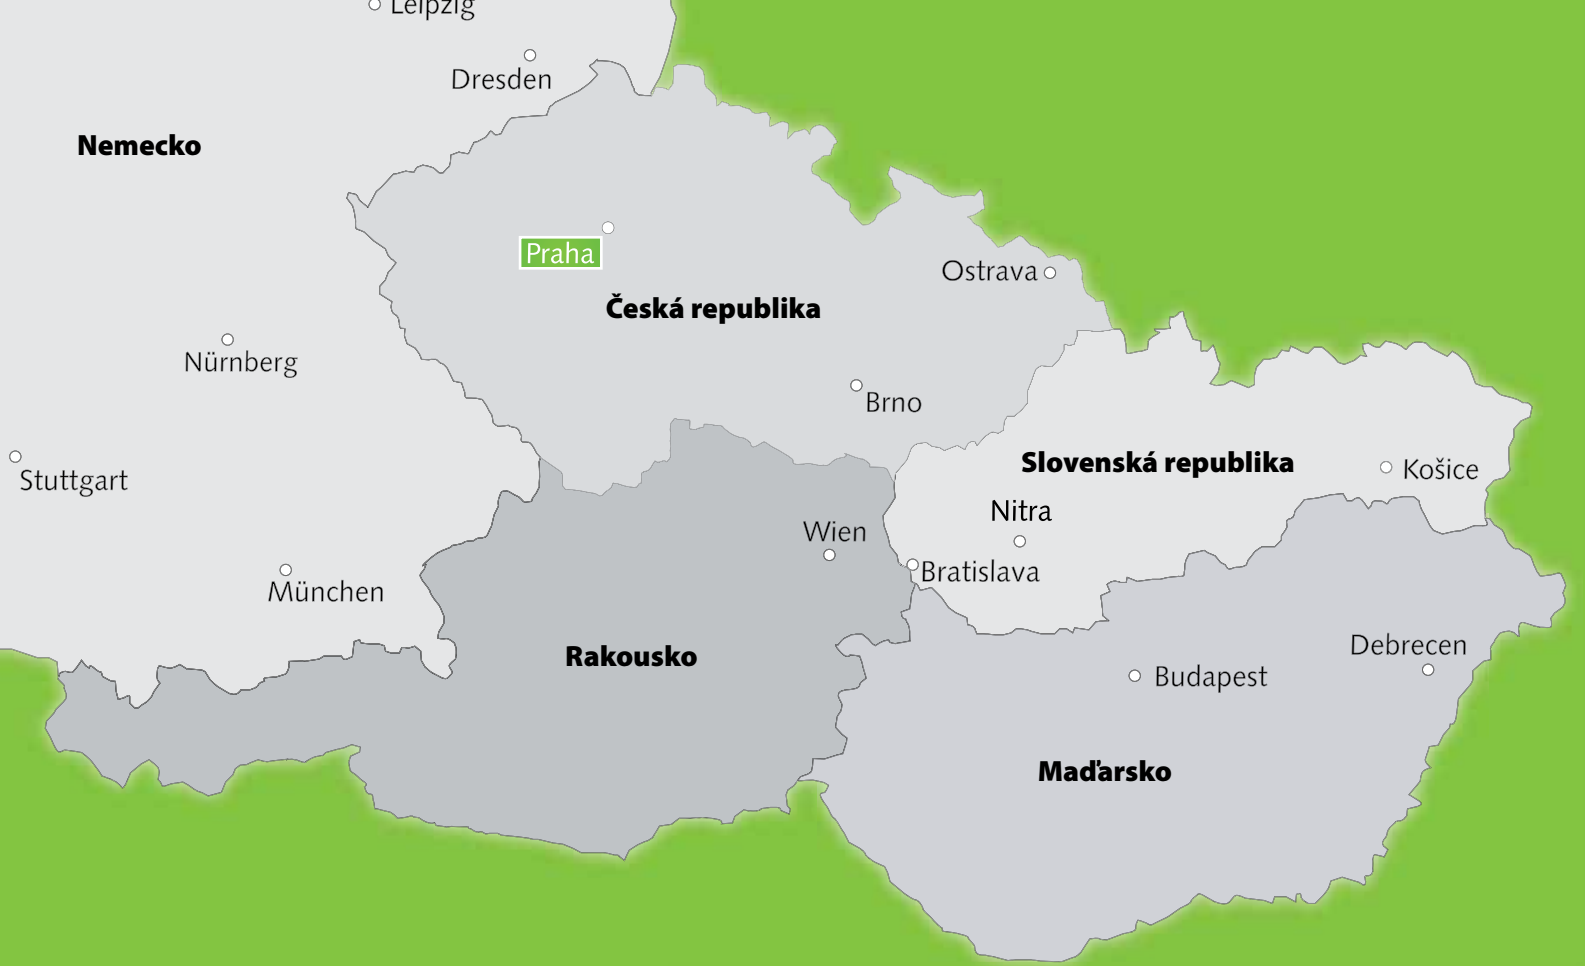 Leipzig
Dresden
Nemecko
Praha
Ostrava
Česká republika
Nürnberg
Brno
Stuttgart
Slovenská republika
Košice
Nitra
Wien
Bratislava
München
Rakousko
Debrecen
Budapest
Maďarsko